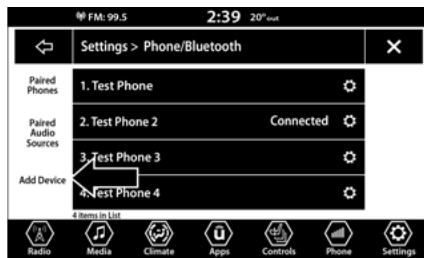 FM: 99.5 2:39 20° out
Settings > Phone/Bluetooth X
Paired
Phones
1. Test Phone
Paired
Audio
Sources
2. Test Phone 2 Connected
3. Test Phone 3
Add Device
4. Test Phone 4
4 items in List
Radio Media Climate Apps Controls Phone Settings